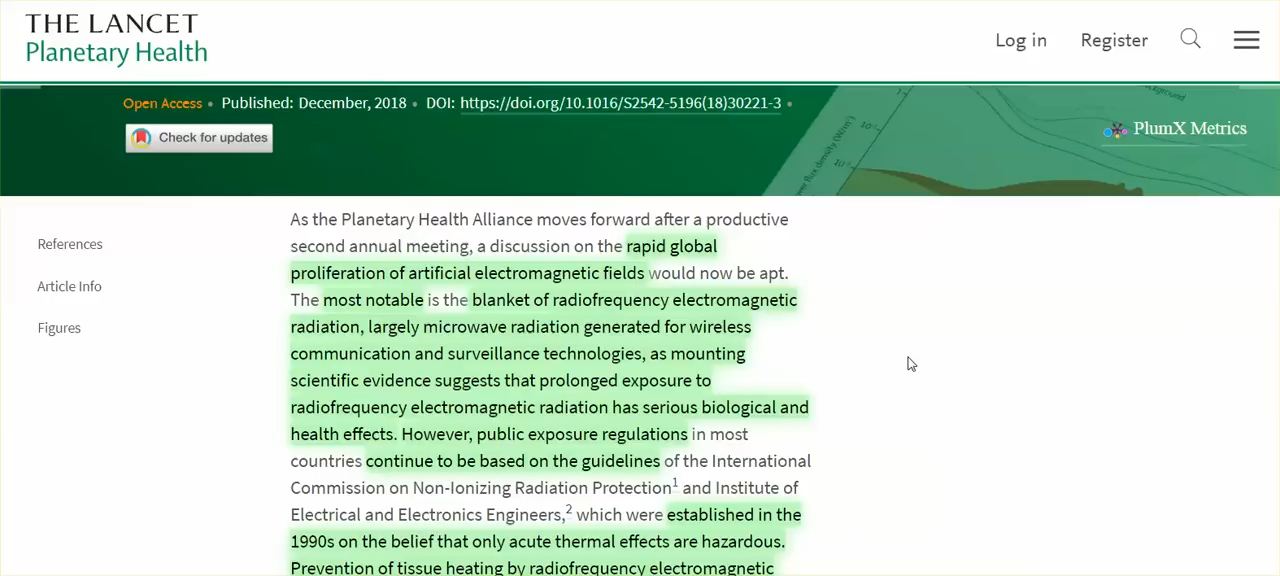 THE LANCET
Planetary Health
Log in
Register
Open Access • Published: December, 2018 • DOI: https://doi.org/10.1016/S2542-5196(18)30221-3 •
Check for updates
PlumX Metrics
References
Article Info
Figures
As the Planetary Health Alliance moves forward after a productive
second annual meeting, a discussion on the rapid global
proliferation of artificial electromagnetic fields would now be apt.
The most notable is the blanket of radiofrequency electromagnetic
radiation, largely microwave radiation generated for wireless
communication and surveillance technologies, as mounting
scientific evidence suggests that prolonged exposure to
radiofrequency electromagnetic radiation has serious biological and
health effects. However, public exposure regulations in most
countries continue to be based on the guidelines of the International
Commission on Non-Ionizing Radiation Protection1 and Institute of
Electrical and Electronics Engineers,2 which were established in the
1990s on the belief that only acute thermal effects are hazardous.
Prevention of tissue heating by radiofrequency electromagnetic